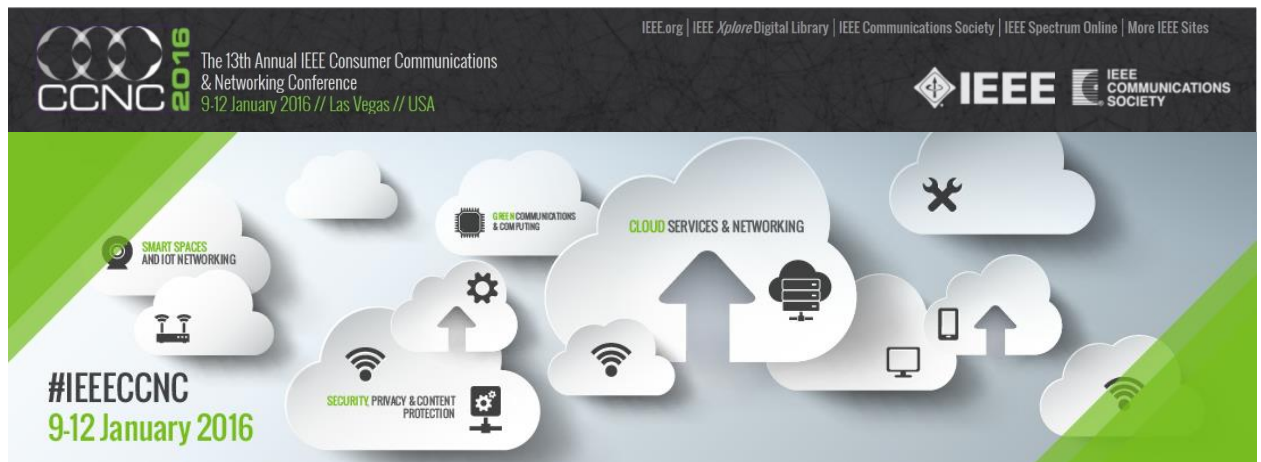 IEEE.org | IEEE Xplore Digital Library | IEEE Communications Society | IEEE Spectrum Online | More IEEE Sites
CCNC 2016
The 13th Annual IEEE Consumer Communications
& Networking Conference
9-12 January 2016 // Las Vegas // USA
IEEE
IEEE
COMMUNICATIONS
SOCIETY
SMART SPACES
AND IOT NETWORKING
GREEN COMMUNICATIONS
& COMPUTING
CLOUD SERVICES & NETWORKING
SECURITY, PRIVACY & CONTENT
PROTECTION
#IEEECCNC
9-12 January 2016